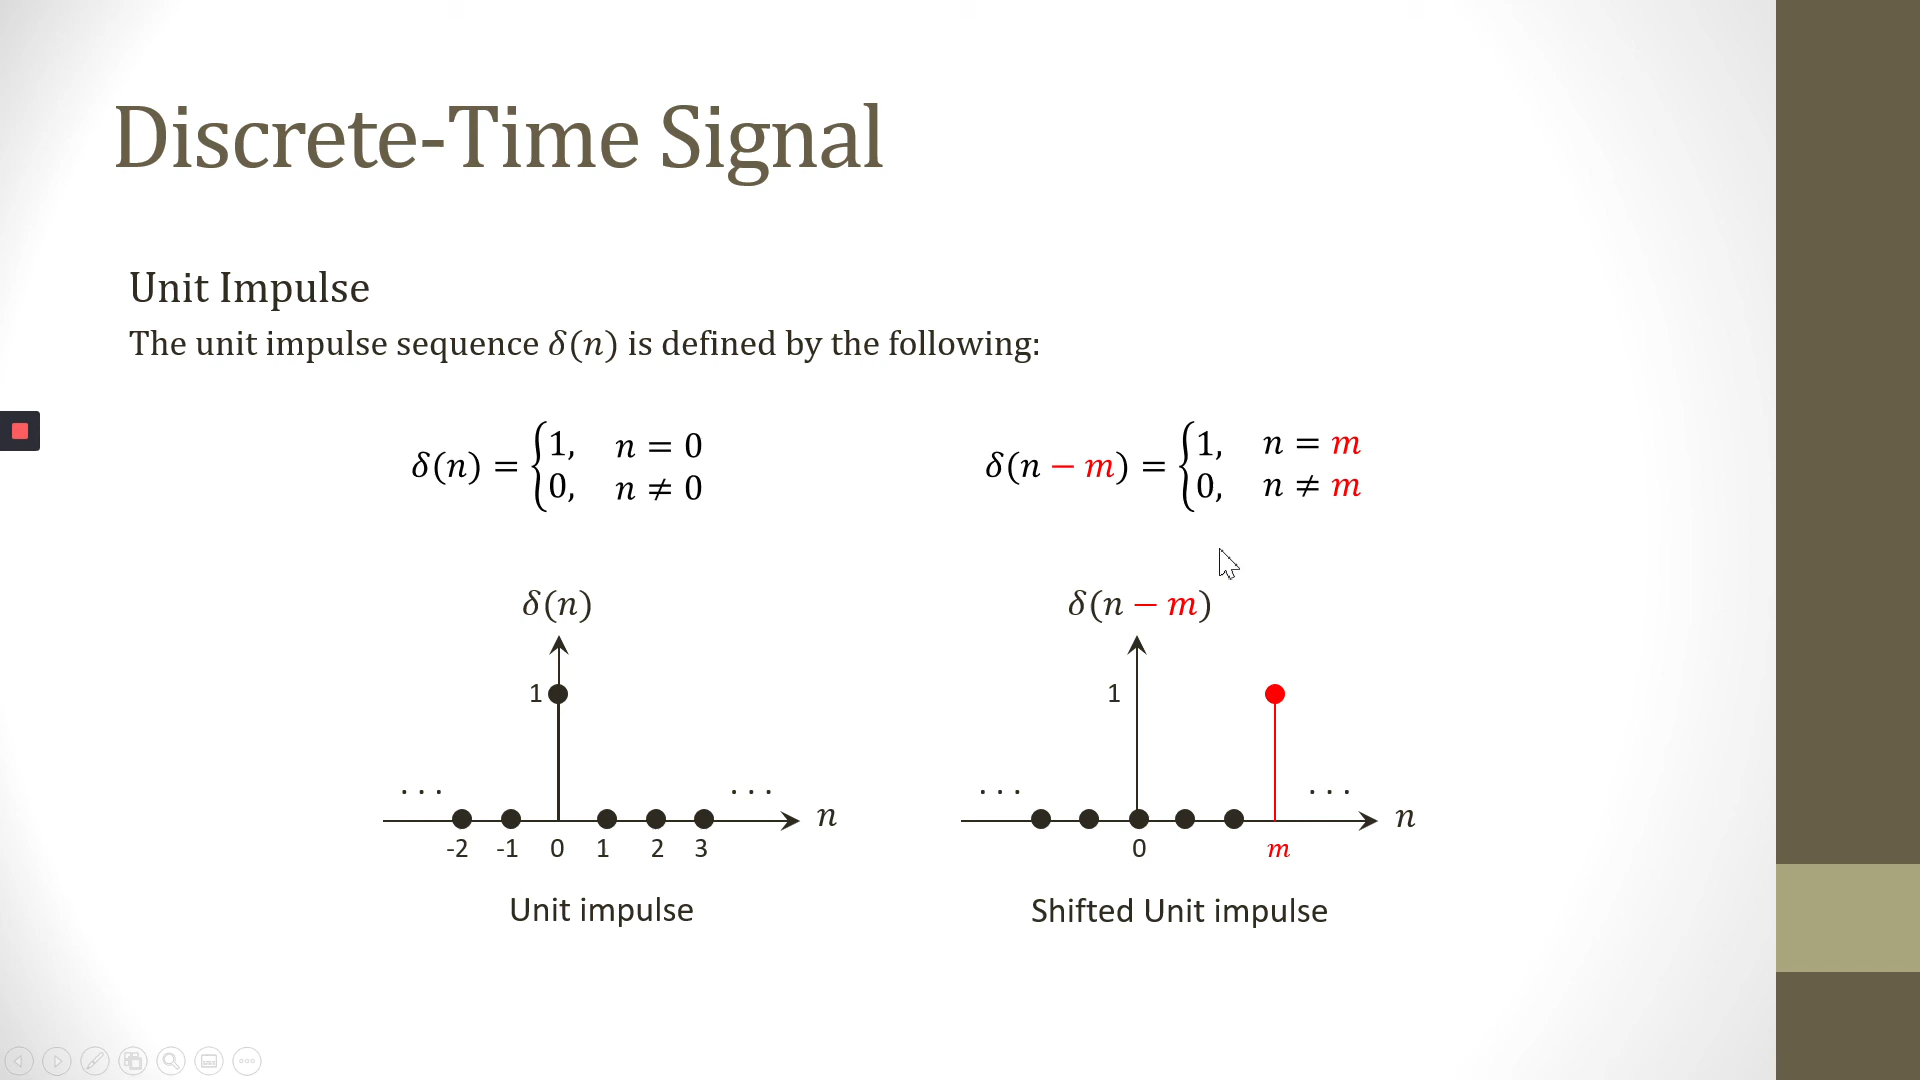 Discrete-Time Signal
Unit Impulse
The unit impulse sequence δ(n) is defined by the following:
δ(n) = {1, n = 0
0, n ≠ 0
δ(n − m) = {1, n = m
0, n ≠ m
δ(n)
1
. . .
. . .
n
-2 -1 0 1 2 3
Unit impulse
δ(n − m)
1
. . .
. . .
n
0 m
Shifted Unit impulse